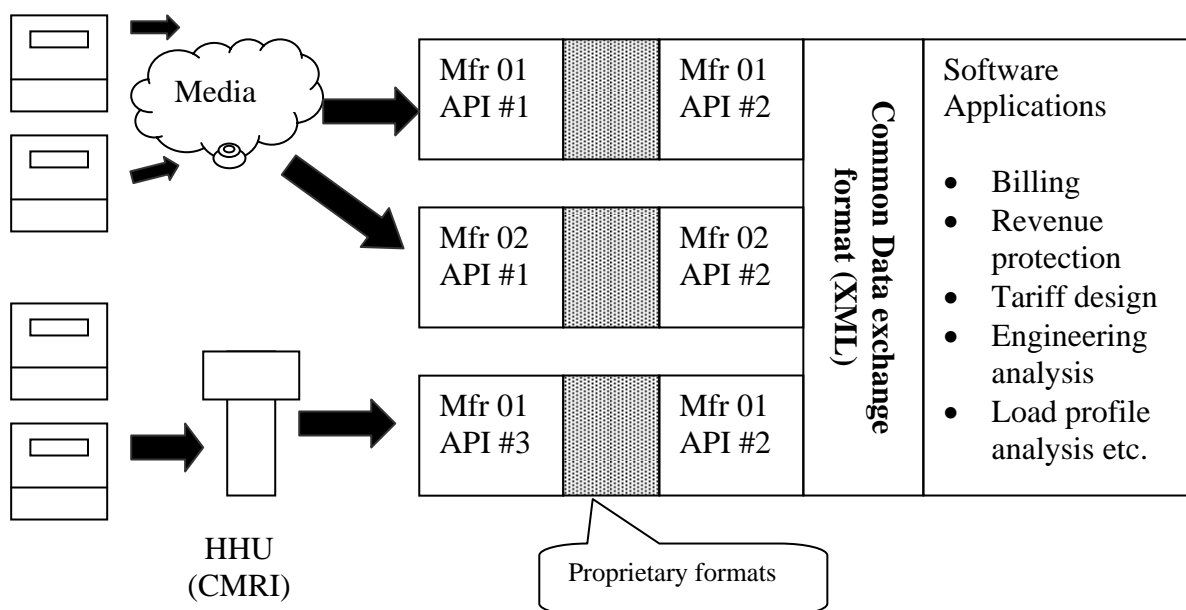 Media
Mfr 01
API #1
Mfr 01
API #2
Mfr 02
API #1
Mfr 02
API #2
Mfr 01
API #3
Mfr 01
API #2
HHU
(CMRI)
Proprietary formats
Common Data exchange
format (XML)
Software
Applications
• Billing
• Revenue
protection
• Tariff design
• Engineering
analysis
• Load profile
analysis etc.